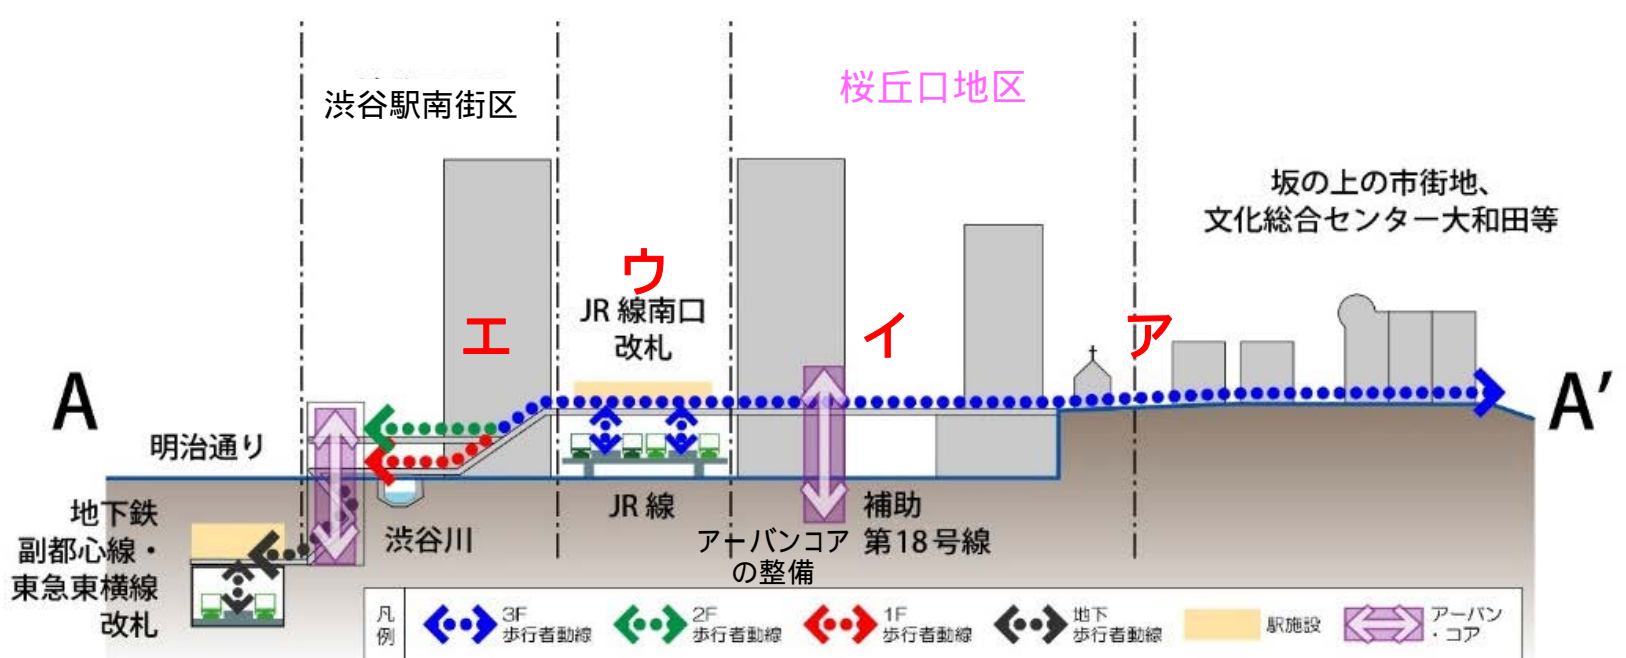 渋谷駅南街区
桜丘口地区
坂の上の市街地、
文化総合センター大和田等
ウ
JR 線南口
改札
エ
イ
ア
A
A′
明治通り
地下鉄
副都心線・
東急東横線
改札
渋谷川
JR 線
アーバンコア
の整備
補助
第18号線
凡
例
3F
歩行者動線
2F
歩行者動線
1F
歩行者動線
地下
歩行者動線
駅施設
アーバン
・コア